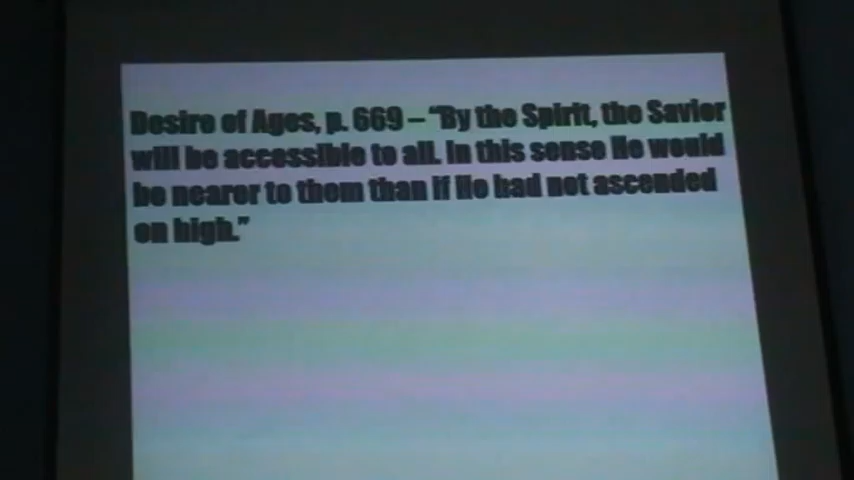 Desire of Ages, p. 669 – “By the Spirit, the Savior
will be accessible to all. In this sense He would
be nearer to them than if He had not ascended
on high.”